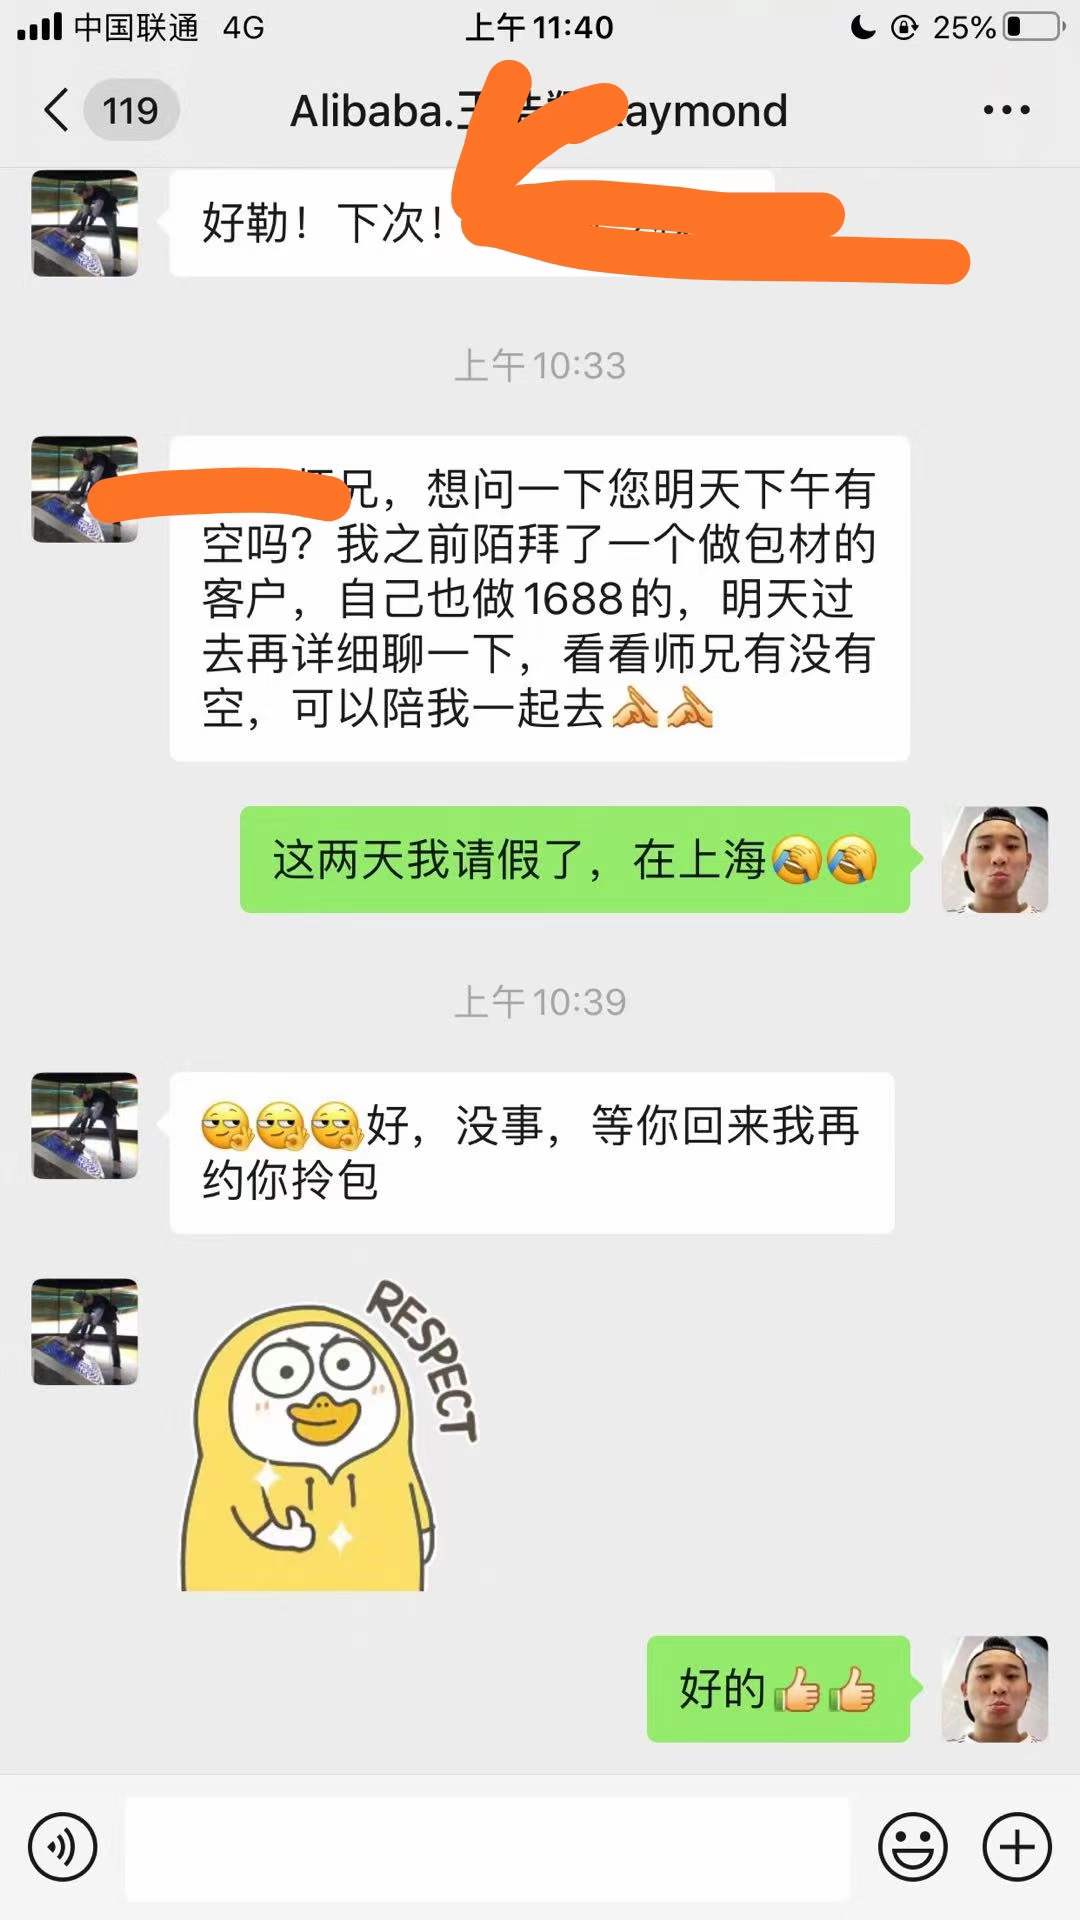 中国联通 4G 上午11:40 25%
119 Alibaba. aymond
好勒！下次！
上午10:33
兄，想问一下您明天下午有
空吗？我之前陌拜了一个做包材的
客户，自己也做1688的，明天过
去再详细聊一下，看看师兄有没有
空，可以陪我一起去🫱🫱
这两天我请假了，在上海🤦🤦
上午10:39
好，没事，等你回来我再
约你拎包
RESPECT
好的👍👍